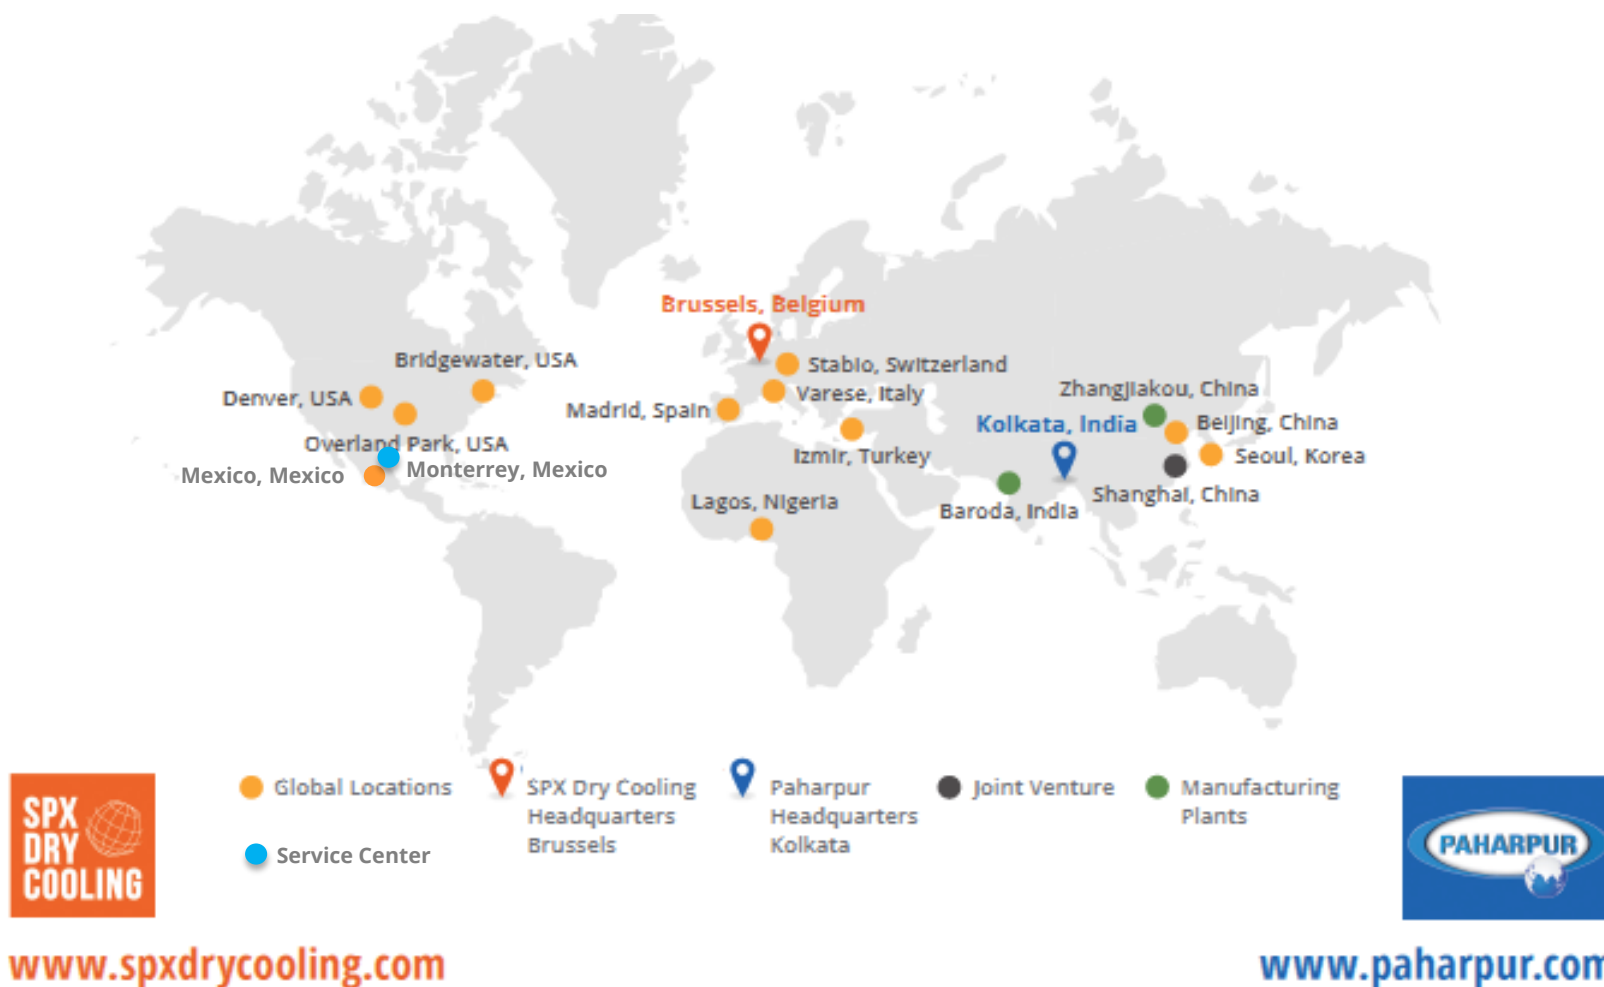 Brussels, Belgium
Bridgewater, USA
Stabio, Switzerland
Denver, USA
Varese, Italy
Zhangjiakou, China
Madrid, Spain
Kolkata, India
Beijing, China
Overland Park, USA
Izmir, Turkey
Seoul, Korea
Mexico, Mexico
Monterrey, Mexico
Shanghai, China
Lagos, Nigeria
Baroda, India
Global Locations
SPX Dry Cooling
Headquarters
Brussels
Paharpur
Headquarters
Kolkata
Joint Venture
Manufacturing
Plants
Service Center
SPX
DRY
COOLING
PAHARPUR
www.spxdrycooling.com
www.paharpur.com